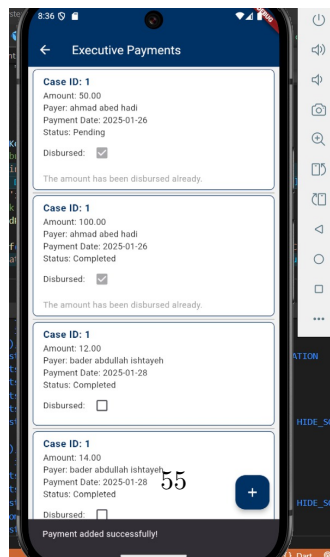 8:36
Executive Payments
Case ID: 1
Amount: 50.00
Payer: ahmad abed hadi
Payment Date: 2025-01-26
Status: Pending
Disbursed:
The amount has been disbursed already.
Case ID: 1
Amount: 100.00
Payer: ahmad abed hadi
Payment Date: 2025-01-26
Status: Completed
Disbursed:
The amount has been disbursed already.
Case ID: 1
Amount: 12.00
Payer: bader abdullah ishtayeh
Payment Date: 2025-01-28
Status: Completed
Disbursed:
Case ID: 1
Amount: 14.00
Payer: bader abdullah ishtayeh
Payment Date: 2025-01-28
Status: Completed
55
+
Disbursed:
Payment added successfully!
ATION
HIDE_SO
HIDE_SO
Dart